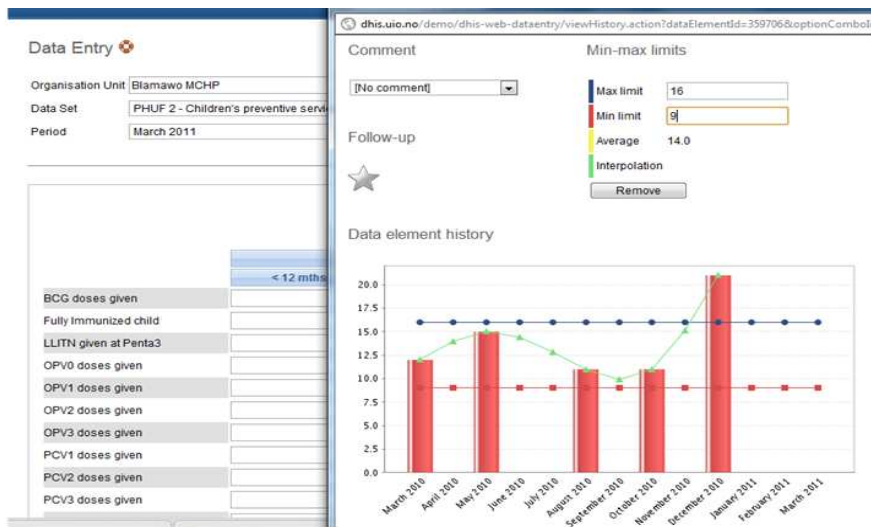 Data Entry
Organisation Unit Blamawo MCHP
Data Set PHUF 2 - Children's preventive servi
Period March 2011
< 12 mths
BCG doses given
Fully Immunized child
LLITN given at Penta3
OPV0 doses given
OPV1 doses given
OPV2 doses given
OPV3 doses given
PCV1 doses given
PCV2 doses given
PCV3 doses given
dhis.uio.no/demo/dhis-web-dataentry/viewHistory.action?dataElementId=359706&optionComboI
Comment
[No comment]
Follow-up
Min-max limits
Max limit 16
Min limit 9
Average 14.0
Interpolation
Remove
Data element history
20.0
17.5
15.0
12.5
10.0
7.5
5.0
2.5
0.0
March 2010
April 2010
May 2010
June 2010
July 2010
August 2010
September 2010
October 2010
November 2010
December 2010
January 2011
February 2011
March 2011